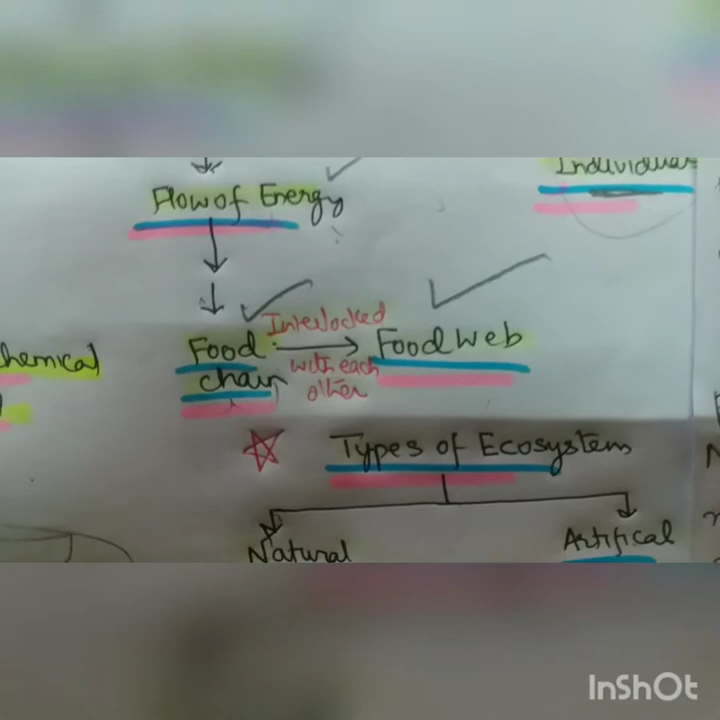 Individual
Flow of Energy
Food
chain
Interlocked
with each
other
Food web
chemical
Types of Ecosystem
Natural
Artifical
InShOt